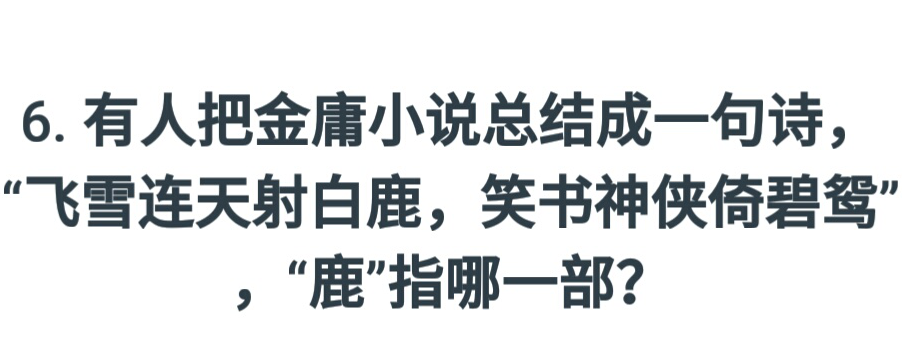 6. 有人把金庸小说总结成一句诗，
“飞雪连天射白鹿，笑书神侠倚碧鸳”
，“鹿”指哪一部？